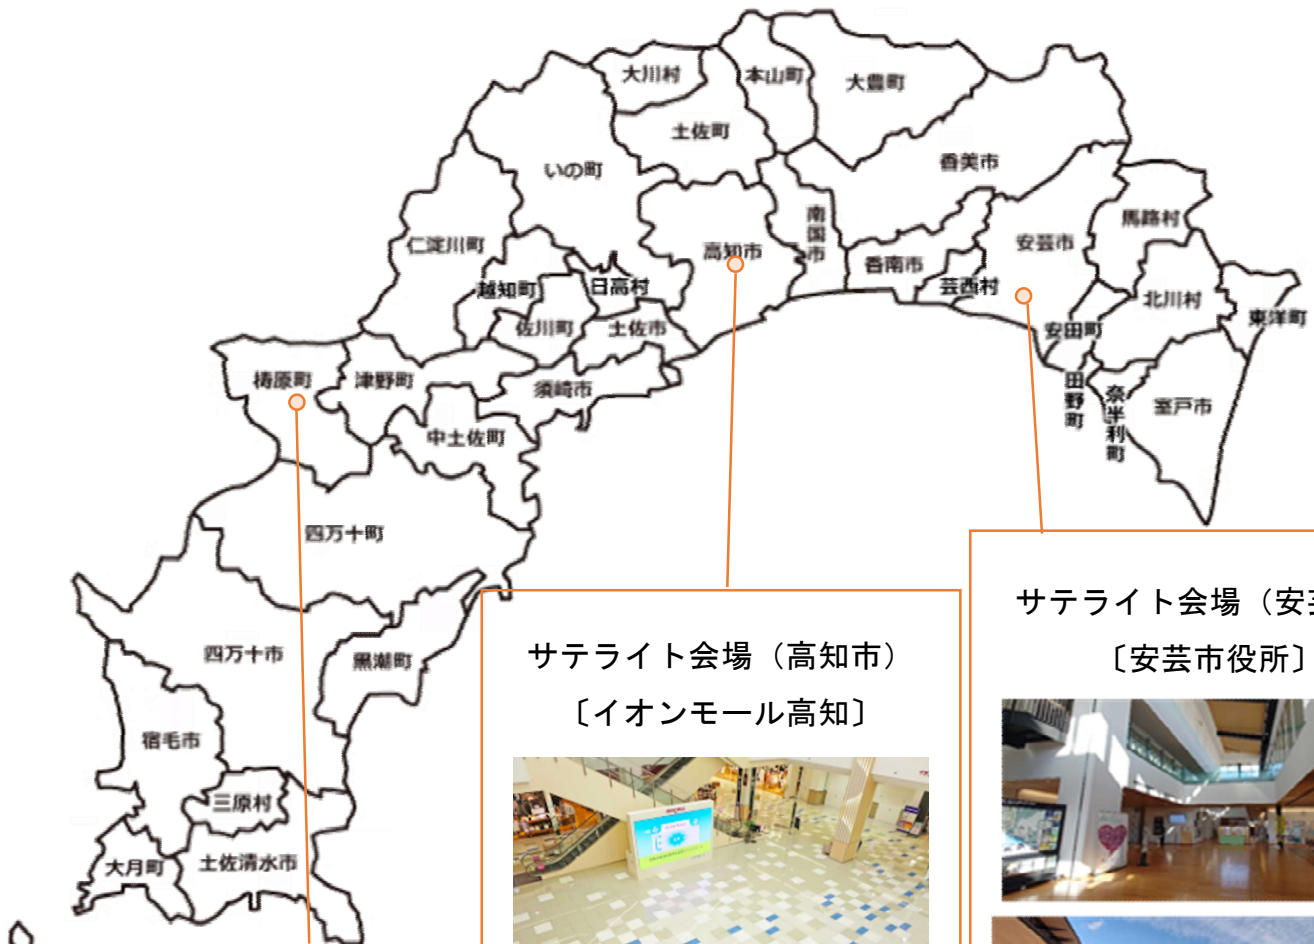 大川村
本山町
大豊町
土佐町
いの町
香美市
馬路村
南国市
仁淀川町
高知市
安芸市
香南市
越知町
日高村
芸西村
北川村
佐川町
土佐市
安田町
東洋町
梼原町
津野町
須崎市
田野町
奈半利町
室戸市
中土佐町
四万十町
四万十市
黒潮町
宿毛市
三原村
大月町
土佐清水市
サテライト会場（高知市）
〔イオンモール高知〕
サテライト会場（安芸
〔安芸市役所〕